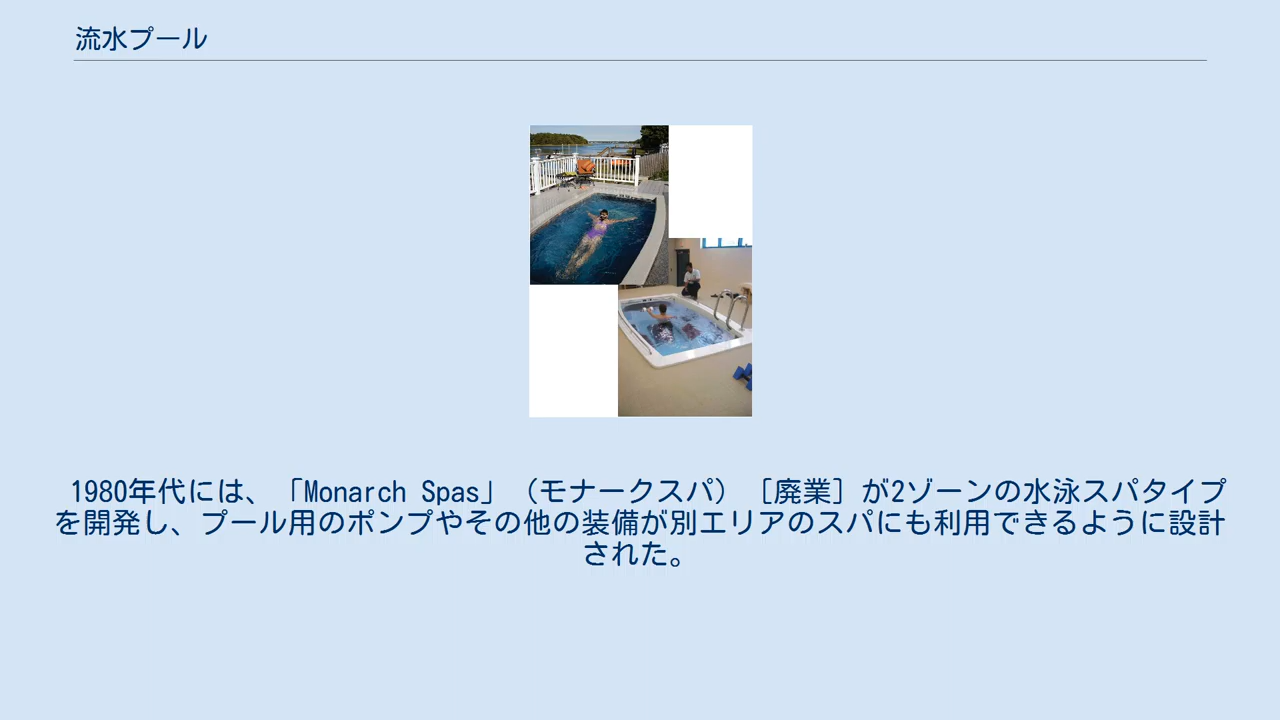 流水プール
1980年代には、「Monarch Spas」（モナークスパ）［廃業］が2ゾーンの水泳スパタイプ
を開発し、プール用のポンプやその他の装備が別エリアのスパにも利用できるように設計
された。